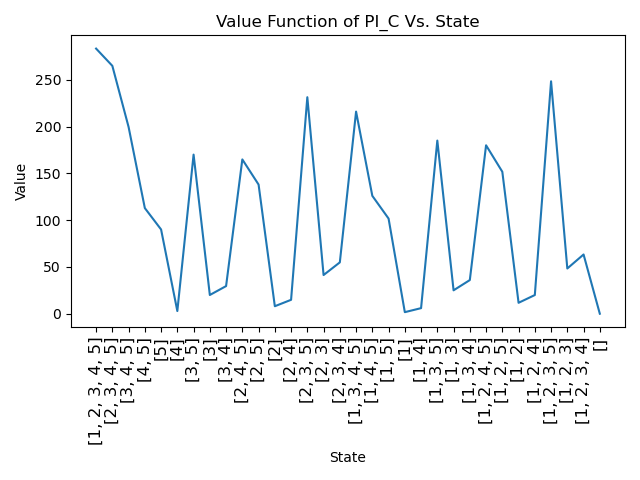 Value Function of PI_C Vs. State
Value
250
200
150
100
50
0
[1, 2, 3, 4, 5]
[2, 3, 4, 5]
[3, 4, 5]
[4, 5]
[5]
[4]
[3, 5]
[3]
[3, 4]
[2, 4, 5]
[2, 5]
[2]
[2, 4]
[2, 3, 5]
[2, 3]
[2, 3, 4]
[1, 3, 4, 5]
[1, 4, 5]
[1, 5]
[1]
[1, 4]
[1, 3, 5]
[1, 3]
[1, 3, 4]
[1, 2, 4, 5]
[1, 2, 5]
[1, 2]
[1, 2, 4]
[1, 2, 3, 5]
[1, 2, 3]
[1, 2, 3, 4]
[]
State